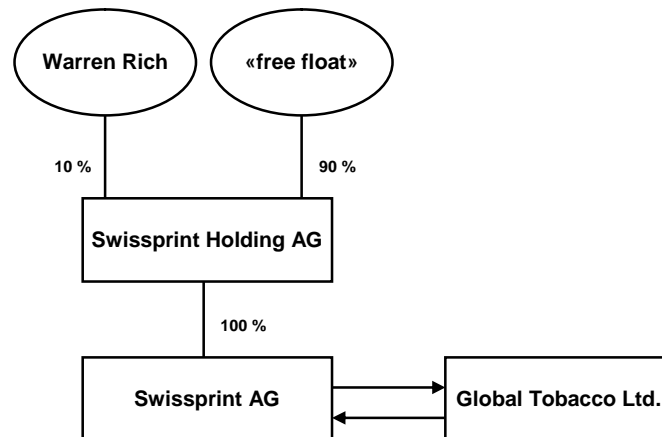 Warren Rich
«free float»
10 %
90 %
Swissprint Holding AG
100 %
Swissprint AG
Global Tobacco Ltd.